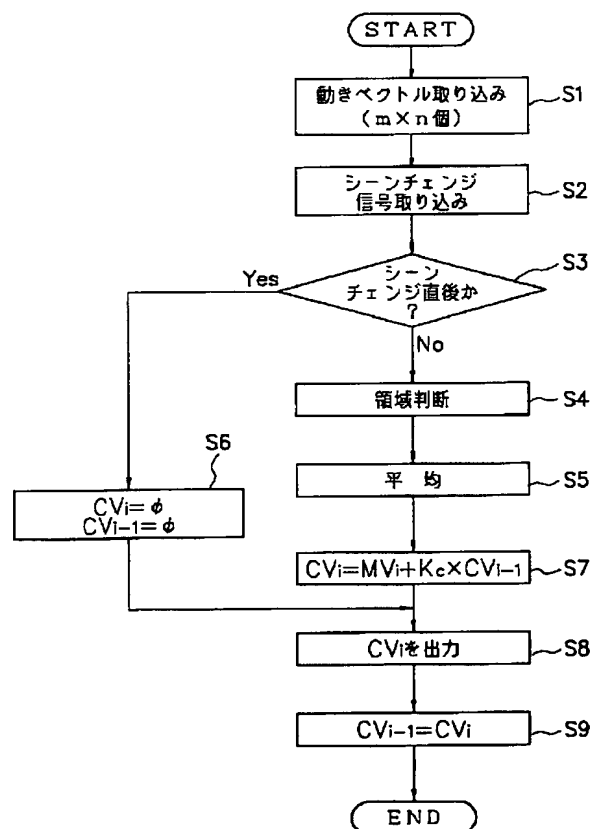 START
動きベクトル取り込み
(m×n個)
S1
シーンチェンジ
信号取り込み
S2
シーン
チェンジ直後か
?
S3
Yes
No
領域判断
S4
平 均
S5
S6
CVi=φ
CVi-1=φ
CVi=MVi+Kc×CVi-1
S7
CViを出力
S8
CVi-1=CVi
S9
END